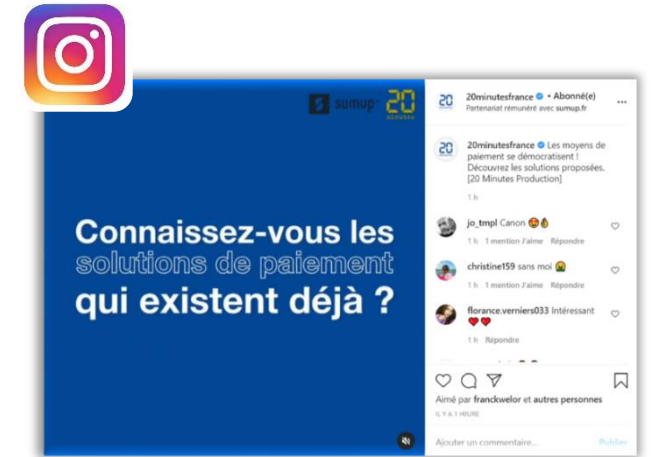 sumup
20
MINUTES
Connaissez-vous les
solutions de paiement
qui existent déjà ?
20
20minutesfrance • Abonné(e)
Partenariat rémunéré avec sumup.fr
20
20minutesfrance Les moyens de
paiement se démocratisent !
Découvrez les solutions proposées.
[20 Minutes Production]
1 h
jo_tmpl Canon 😍👌
1 h 1 mention J'aime Répondre
christine159 sans moi 🤮
1 h 1 mention J'aime Répondre
florance.verniers033 Intéressant
❤️❤️
1 h Répondre
Aimé par franckwelor et autres personnes
IL Y A 1 HEURE
Ajouter un commentaire...
Publier